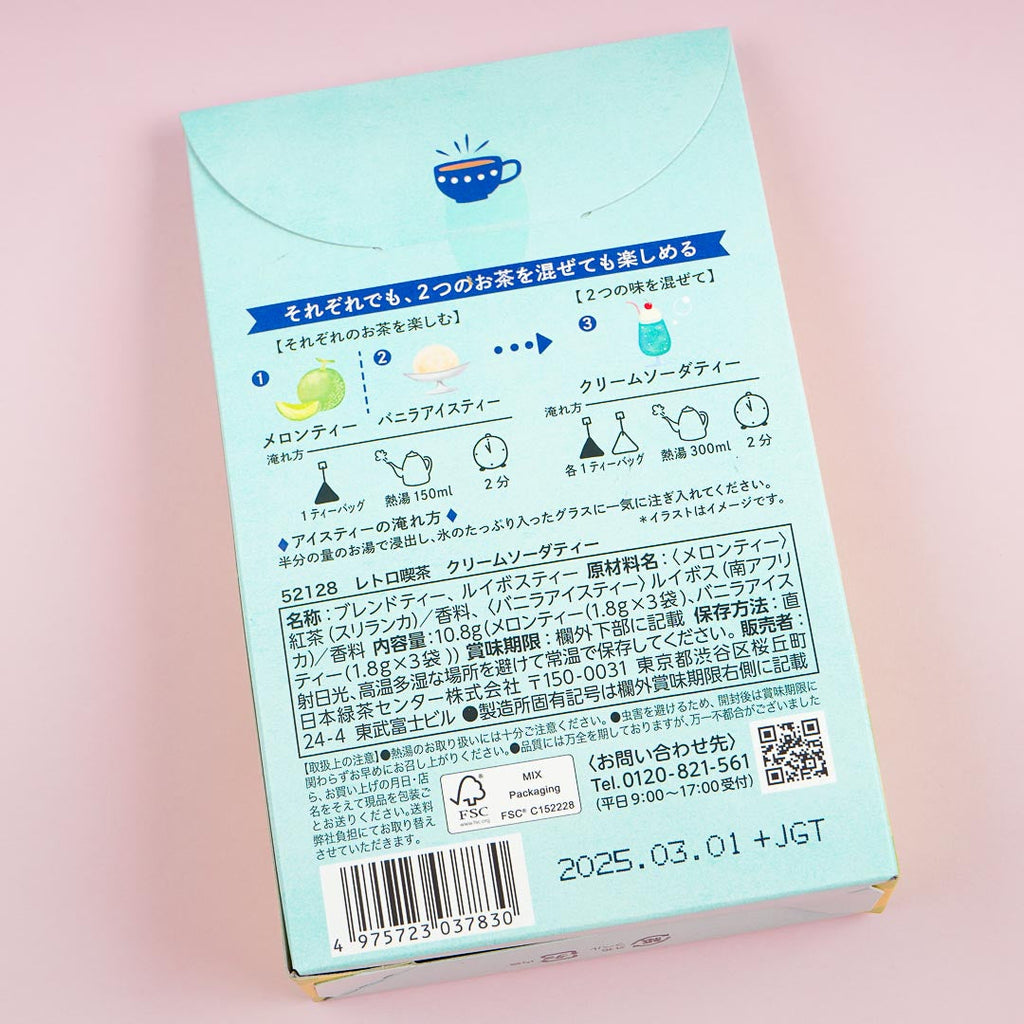 それぞれでも、2つのお茶を混ぜても楽しめる
【それぞれのお茶を楽しむ】
【2つの味を混ぜて】
1
2
3
メロンティー
バニラアイスティー
クリームソーダティー
淹れ方
1ティーバッグ
熱湯150ml
2分
淹れ方
各1ティーバッグ
熱湯300ml
2分
◆アイスティーの淹れ方◆
半分の量のお湯で浸出し、氷のたっぷり入ったグラスに一気に注ぎ入れてください。
＊イラストはイメージです。
52128 レトロ喫茶 クリームソーダティー
名称：ブレンドティー、ルイボスティー 原材料名：〈メロンティー〉
紅茶（スリランカ）/香料、〈バニラアイスティー〉ルイボス（南アフリ
カ）/香料 内容量：10.8g（メロンティー（1.8g×3袋）、バニラアイス
ティー（1.8g×3袋）） 賞味期限：欄外下部に記載 保存方法：直
射日光、高温多湿な場所を避けて常温で保存してください。 販売者：
日本緑茶センター株式会社 〒150-0031 東京都渋谷区桜丘町
24-4 東武富士ビル ●製造所固有記号は欄外賞味期限右側に記載
【取扱上の注意】●熱湯のお取り扱いには十分ご注意ください。●虫害を避けるため、開封後は賞味期限に
関わらずお早めにお召し上がりください。●品質には万全を期しておりますが、万一不都合がございました
ら、お買い上げの月日・店
名をそえて現品を包装ご
とお送りください。送料
弊社負担にてお取り替え
させていただきます。
FSC
www.fsc.org
MIX
Packaging
FSC® C152228
〈お問い合わせ先〉
Tel.0120-821-561
（平日9:00〜17:00受付）
2025.03.01 +JGT
4 975723 037830